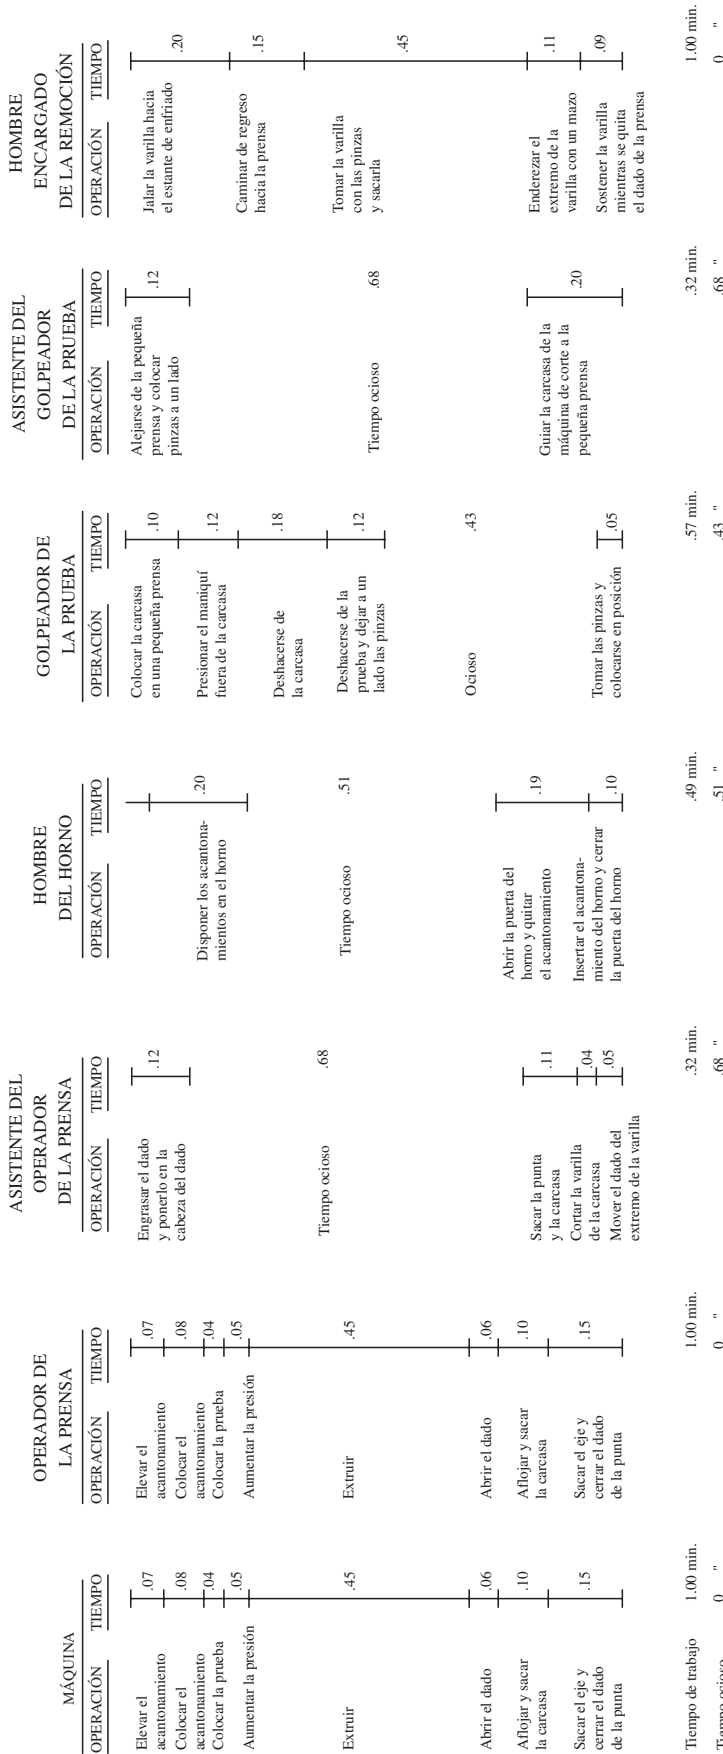 MÁQUINA
OPERACIÓN TIEMPO
Elevar el
acantonamiento .07
Colocar el
acantonamiento .08
Colocar la prueba .04
Aumentar la presión .05
Extruir .45
Abrir el dado .06
Aflojar y sacar
la carcasa .10
Sacar el eje y
cerrar el dado
de la punta .15
Tiempo de trabajo 1.00 min.
Tiempo ocioso 0 "
OPERADOR DE
LA PRENSA
OPERACIÓN TIEMPO
Elevar el
acantonamiento .07
Colocar el
acantonamiento .08
Colocar la prueba .04
Aumentar la presión .05
Extruir .45
Abrir el dado .06
Aflojar y sacar
la carcasa .10
Sacar el eje y
cerrar el dado
de la punta .15
1.00 min.
0 "
ASISTENTE DEL
OPERADOR
DE LA PRENSA
OPERACIÓN TIEMPO
Engrasar el dado
y ponerlo en la
cabeza del dado .12
Tiempo ocioso .68
Sacar la punta
y la carcasa .11
Cortar la varilla
de la carcasa .04
Mover el dado del
extremo de la varilla .05
.32 min.
.68 "
HOMBRE
DEL HORNO
OPERACIÓN TIEMPO
Disponer los acantona-
mientos en el horno .20
Tiempo ocioso .51
Abrir la puerta del
horno y quitar
el acantonamiento .19
Insertar el acantona-
miento del horno y cerrar
la puerta del horno .10
.49 min.
.51 "
GOLPEADOR DE
LA PRUEBA
OPERACIÓN TIEMPO
Colocar la carcasa
en una pequeña prensa .10
Presionar el maniquí
fuera de la carcasa .12
Deshacerse de
la carcasa .18
Deshacerse de la
prueba y dejar a un
lado las pinzas .12
Ocioso .43
Tomar las pinzas y
colocarse en posición .05
.57 min.
.43 "
ASISTENTE DEL
GOLPEADOR
DE LA PRUEBA
OPERACIÓN TIEMPO
Alejarse de la pequeña
prensa y colocar
pinzas a un lado .12
Tiempo ocioso .68
Guiar la carcasa de la
máquina de corte a la
pequeña prensa .20
.32 min.
.68 "
HOMBRE
ENCARGADO
DE LA REMOCIÓN
OPERACIÓN TIEMPO
Jalar la varilla hacia
el estante de enfriado .20
Caminar de regreso
hacia la prensa .15
Tomar la varilla
con las pinzas
y sacarla .45
Enderezar el
extremo de la
varilla con un mazo .11
Sostener la varilla
mientras se quita
el dado de la prensa .09
1.00 min.
0 "